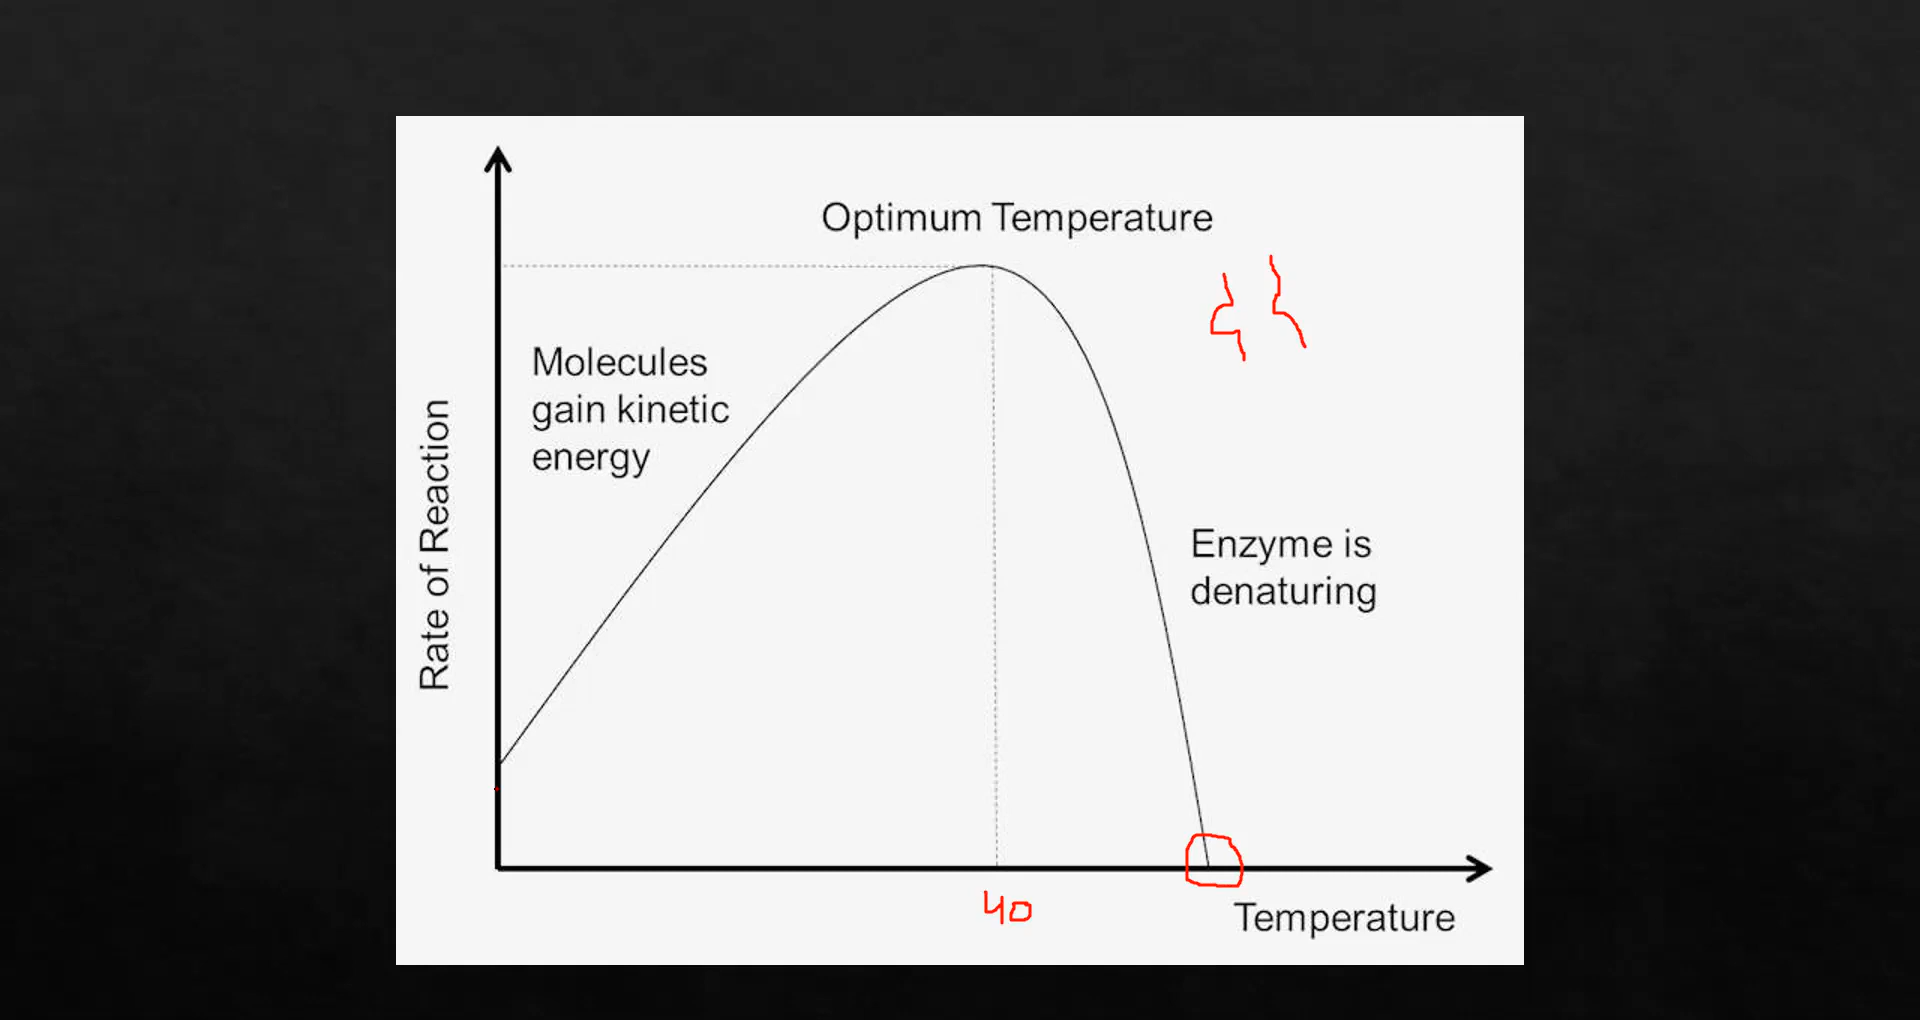 Optimum Temperature
Molecules
gain kinetic
energy
Rate of Reaction
Enzyme is
denaturing
40
Temperature